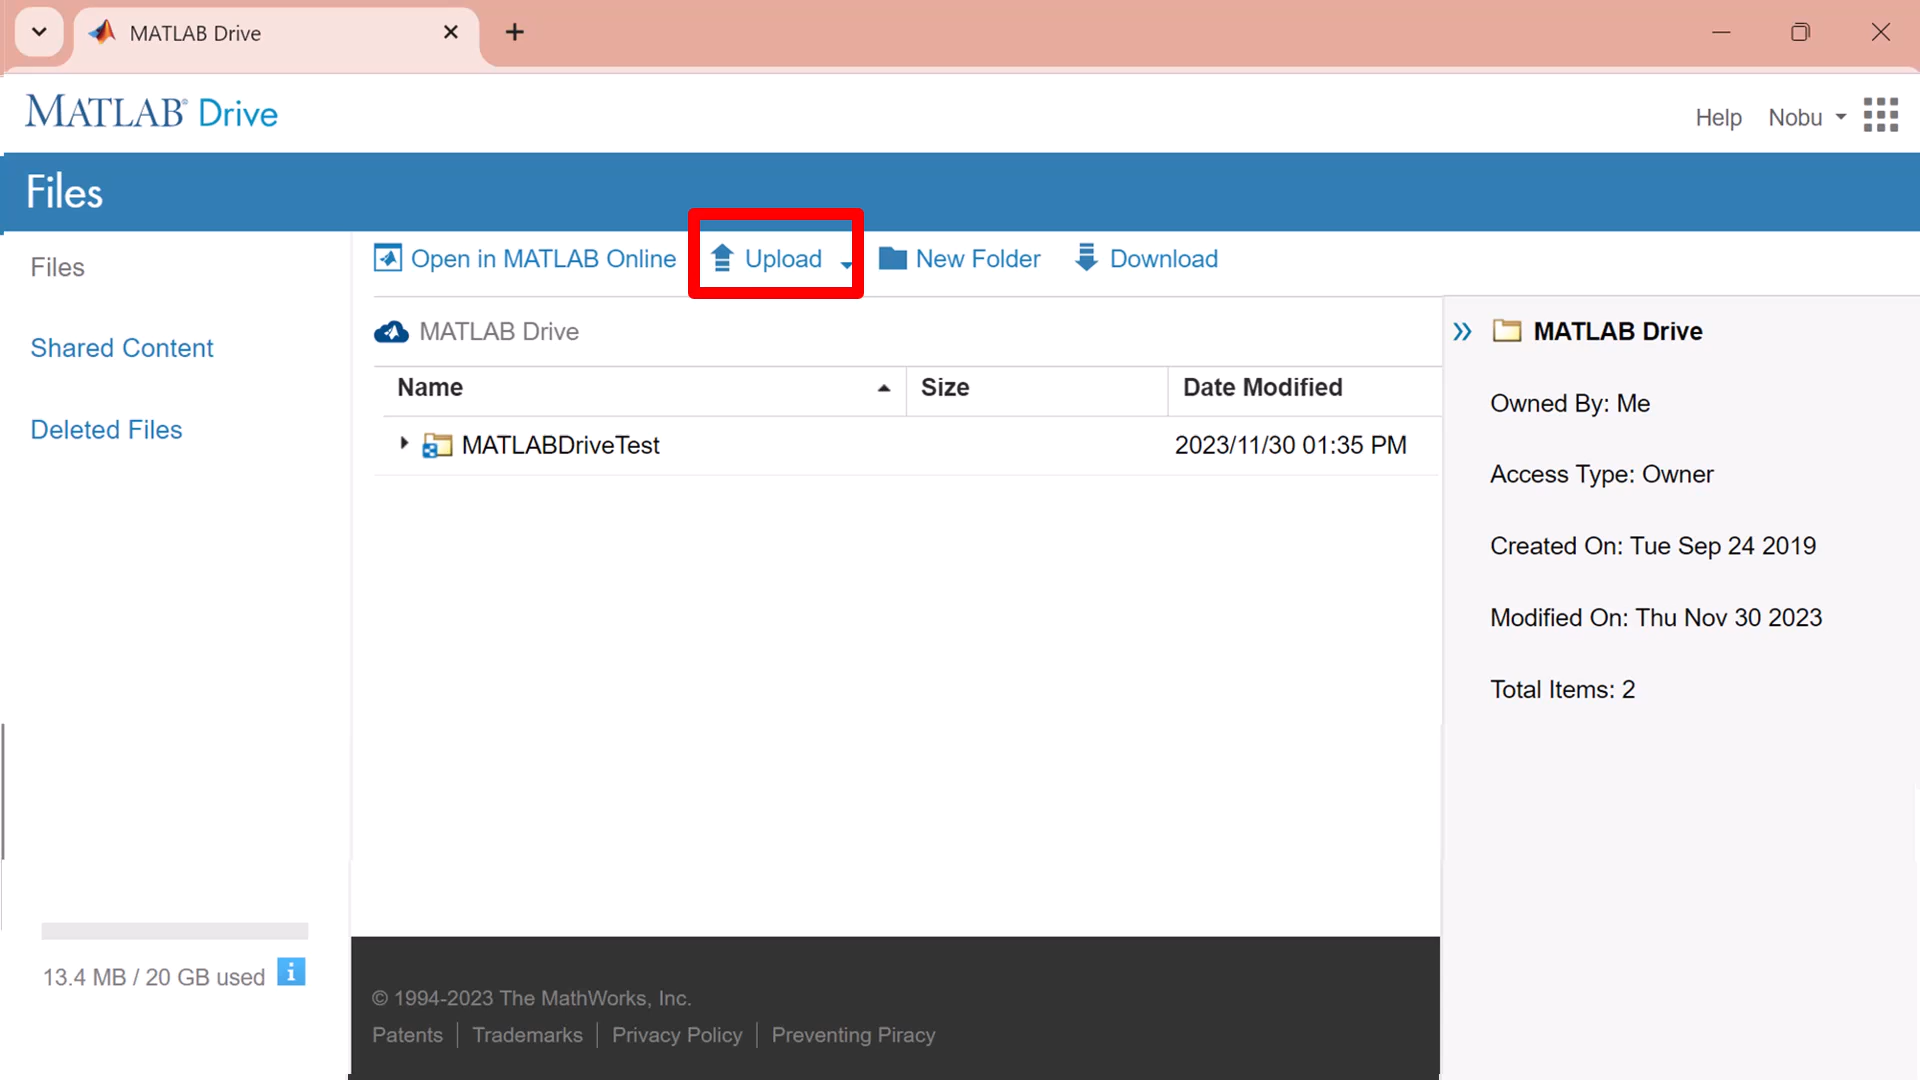 MATLAB Drive
MATLAB® Drive
Help Nobu
Files
Files
Shared Content
Deleted Files
13.4 MB / 20 GB used
Open in MATLAB Online Upload New Folder Download
MATLAB Drive
Name Size Date Modified
MATLABDriveTest 2023/11/30 01:35 PM
MATLAB Drive
Owned By: Me
Access Type: Owner
Created On: Tue Sep 24 2019
Modified On: Thu Nov 30 2023
Total Items: 2
© 1994-2023 The MathWorks, Inc.
Patents Trademarks Privacy Policy Preventing Piracy